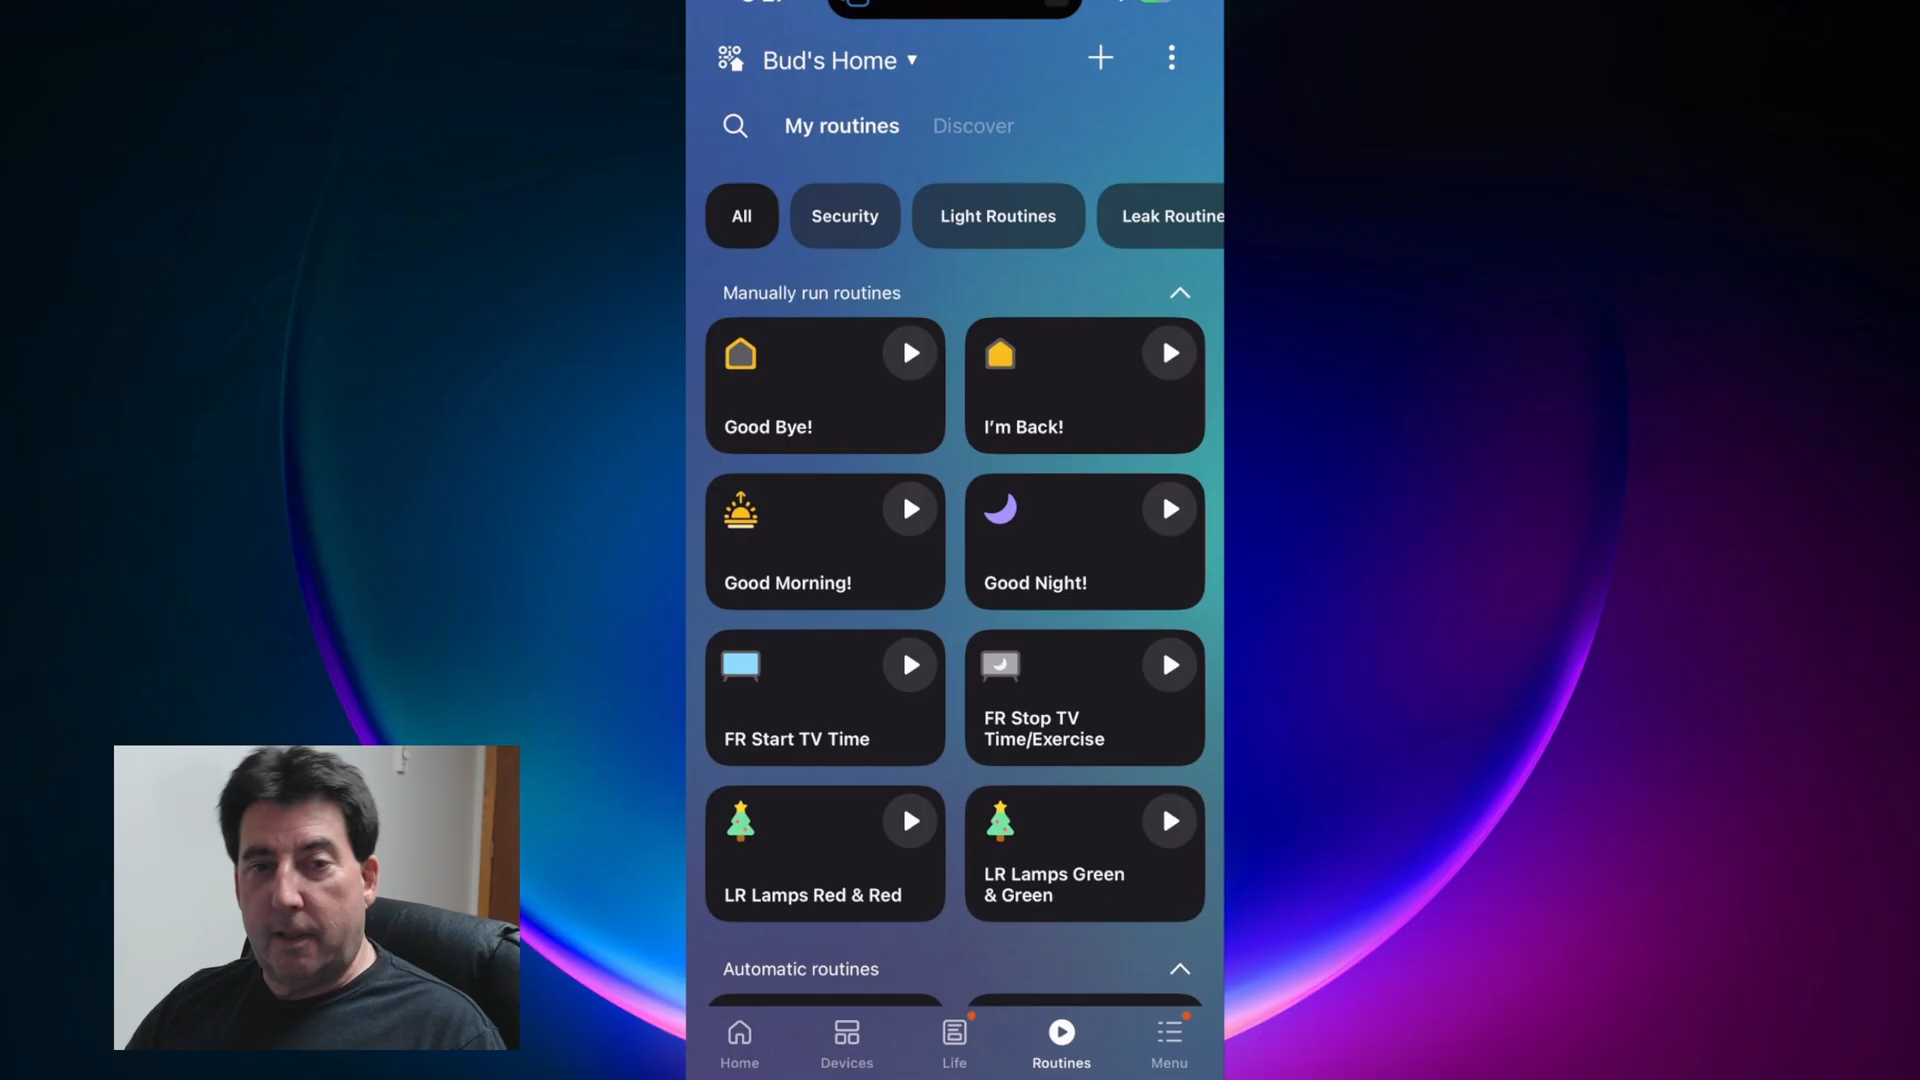 Bud's Home
My routines
Discover
All
Security
Light Routines
Leak Routine
Manually run routines
Good Bye!
I'm Back!
Good Morning!
Good Night!
FR Start TV Time
FR Stop TV
Time/Exercise
LR Lamps Red & Red
LR Lamps Green
& Green
Automatic routines
Home
Devices
Life
Routines
Menu